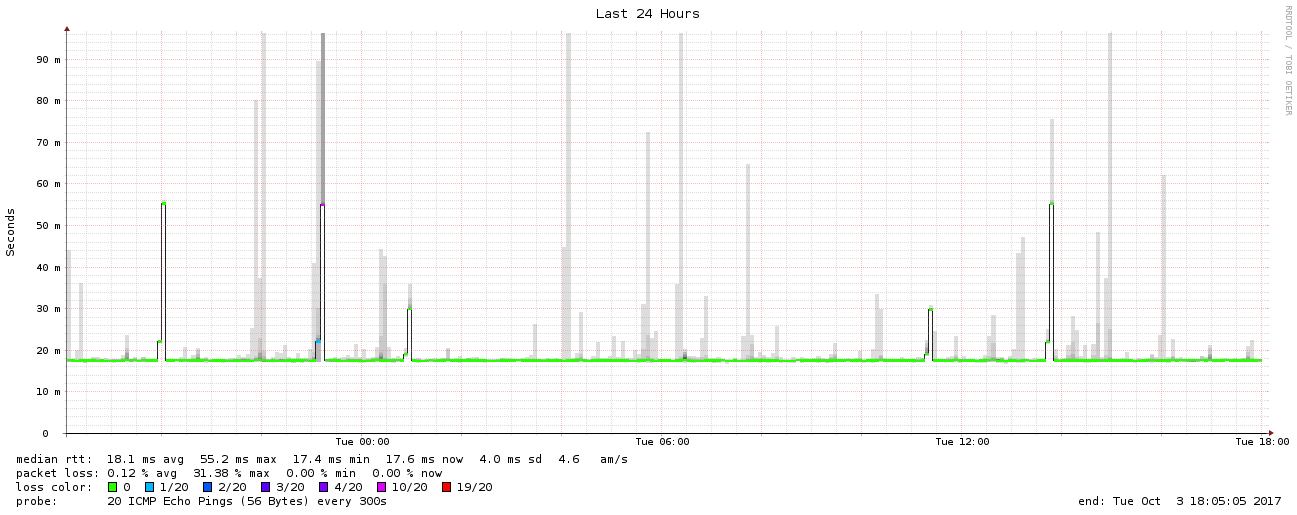 Last 24 Hours
RRDTOOL / TOBI OETIKER
Seconds
90 m
80 m
70 m
60 m
50 m
40 m
30 m
20 m
10 m
0
Tue 00:00 Tue 06:00 Tue 12:00 Tue 18:00
median rtt: 18.1 ms avg 55.2 ms max 17.4 ms min 17.6 ms now 4.0 ms sd 4.6 am/s
packet loss: 0.12 % avg 31.38 % max 0.00 % min 0.00 % now
loss color: 0 1/20 2/20 3/20 4/20 10/20 19/20
probe: 20 ICMP Echo Pings (56 Bytes) every 300s end: Tue Oct 3 18:05:05 2017